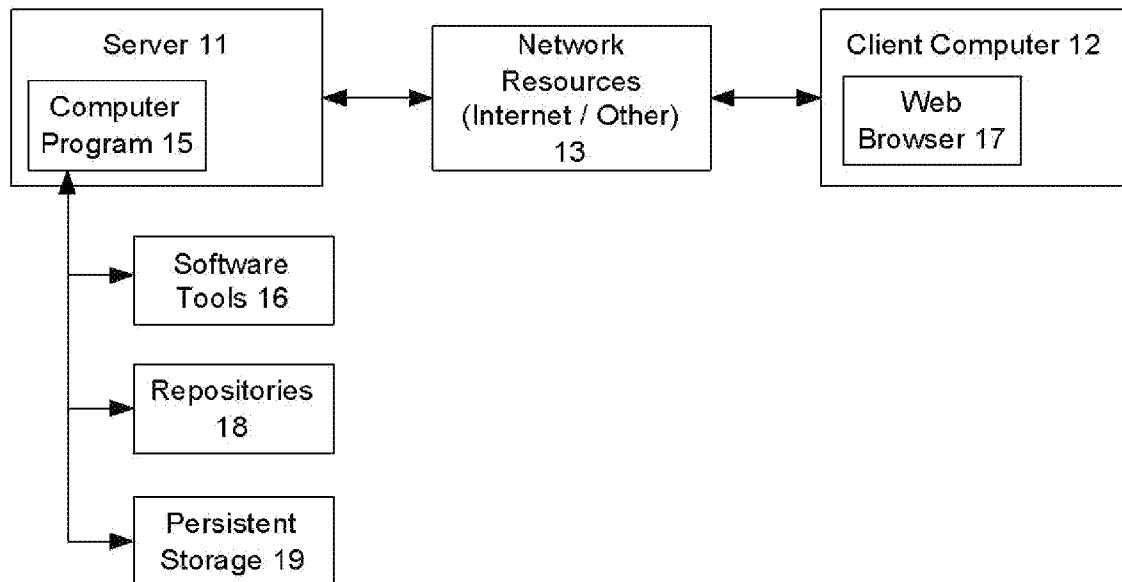 Server 11
Computer
Program 15
Network
Resources
(Internet / Other)
13
Client Computer 12
Web
Browser 17
Software
Tools 16
Repositories
18
Persistent
Storage 19